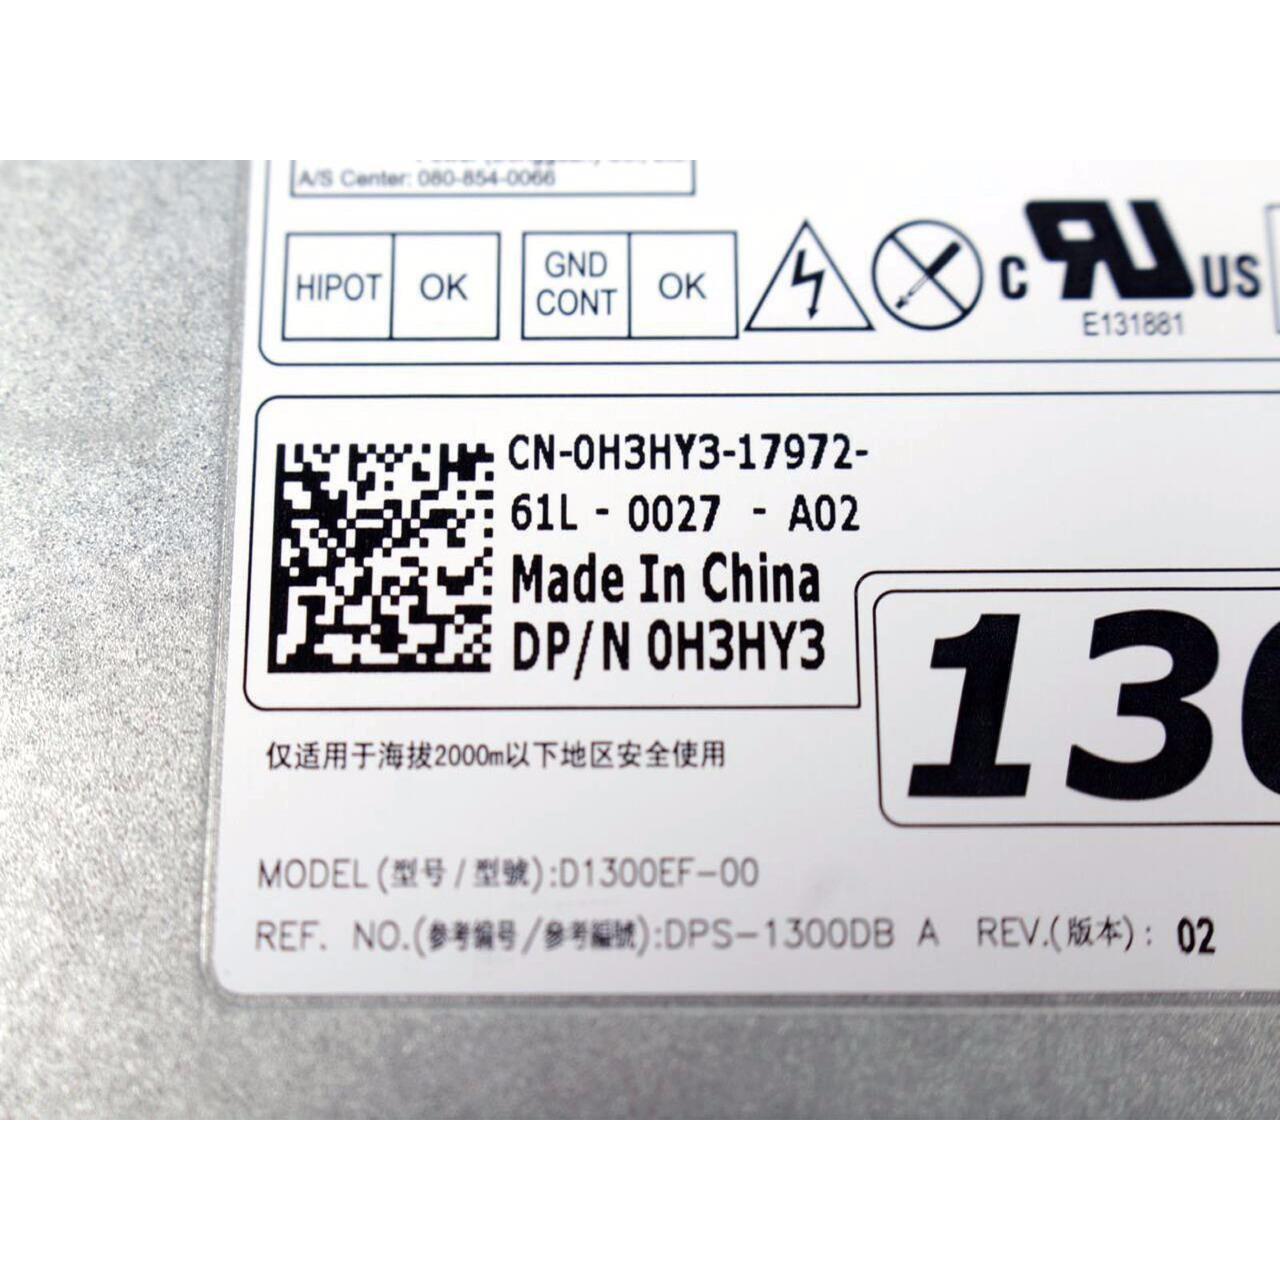 A/S Center: 080-854-0066
HIPOT OK GND CONT OK
C US
E131881
CN-0H3HY3-17972-
61L - 0027 - A02
Made In China
DP/N 0H3HY3
130
仅适用于海拔2000m以下地区安全使用
MODEL(型号/型號):D1300EF-00
REF. NO.(参考编号/參考編號):DPS-1300DB A REV.(版本): 02